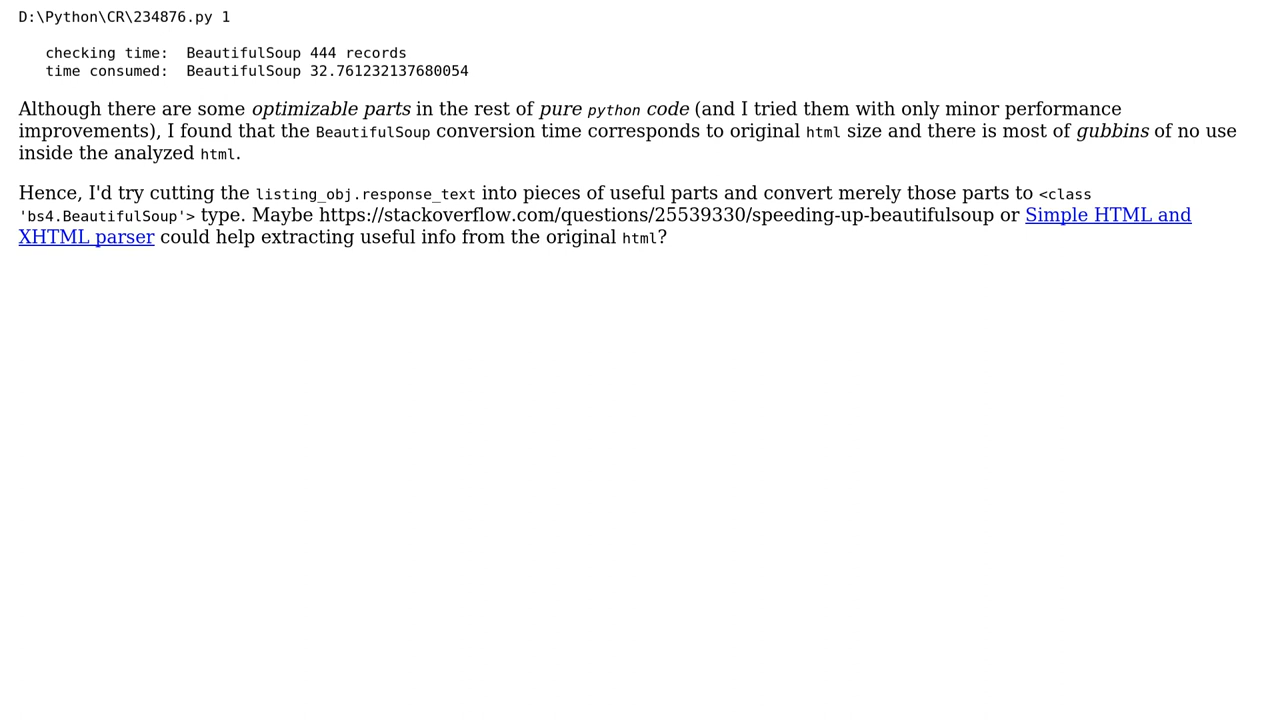 D:\Python\CR\234876.py 1
checking time:  BeautifulSoup 444 records
time consumed:  BeautifulSoup 32.761232137680054
Although there are some optimizable parts in the rest of pure python code (and I tried them with only minor performance
improvements), I found that the BeautifulSoup conversion time corresponds to original html size and there is most of gubbins of no use
inside the analyzed html.
Hence, I'd try cutting the listing_obj.response_text into pieces of useful parts and convert merely those parts to <class
'bs4.BeautifulSoup'> type. Maybe https://stackoverflow.com/questions/25539330/speeding-up-beautifulsoup or Simple HTML and
XHTML parser could help extracting useful info from the original html?